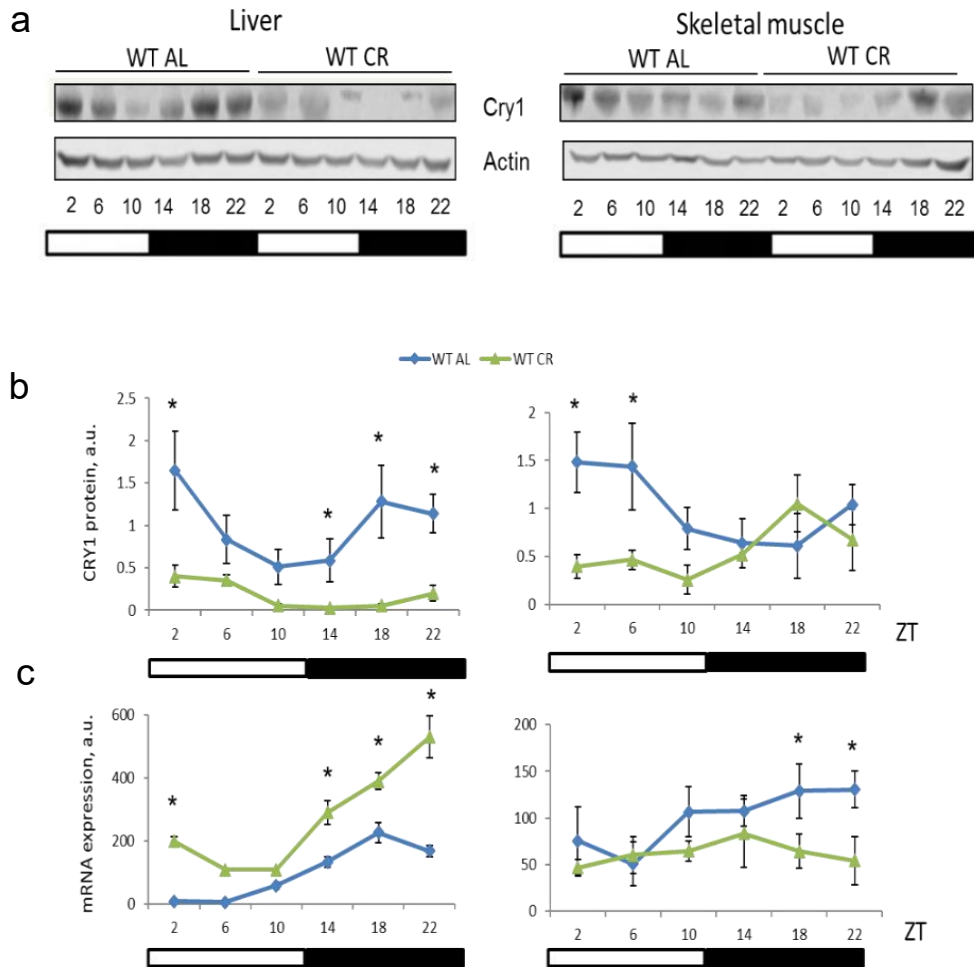 a
Liver
Skeletal muscle
WT AL WT CR
WT AL WT CR
Cry1
Actin
2 6 10 14 18 22 2 6 10 14 18 22
2 6 10 14 18 22 2 6 10 14 18 22
WT AL WT CR
b
CRY1 protein, a.u.
2.5
2
1.5
1
0.5
0
* * * *
2 6 10 14 18 22
2
1.5
1
0.5
0
* *
2 6 10 14 18 22
ZT
c
mRNA expression, a.u.
600
400
200
0
* * * *
2 6 10 14 18 22
200
150
100
50
0
* *
2 6 10 14 18 22
ZT